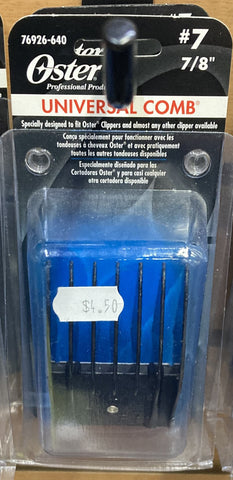 76926-640
#7
Oster
7/8"
Professional Produ
UNIVERSAL COMB®
Specially designed to fit Oster® Clippers and almost any other clipper available
Conçu spécialement pour fonctionner avec les
tondeuses à cheveux Oster® et avec pratiquement
toutes les autres tondeuses disponibles
Especialmente diseñado para las
Cortadores Oster® y para casi cualquier
otra cortadora disponible
$4.50